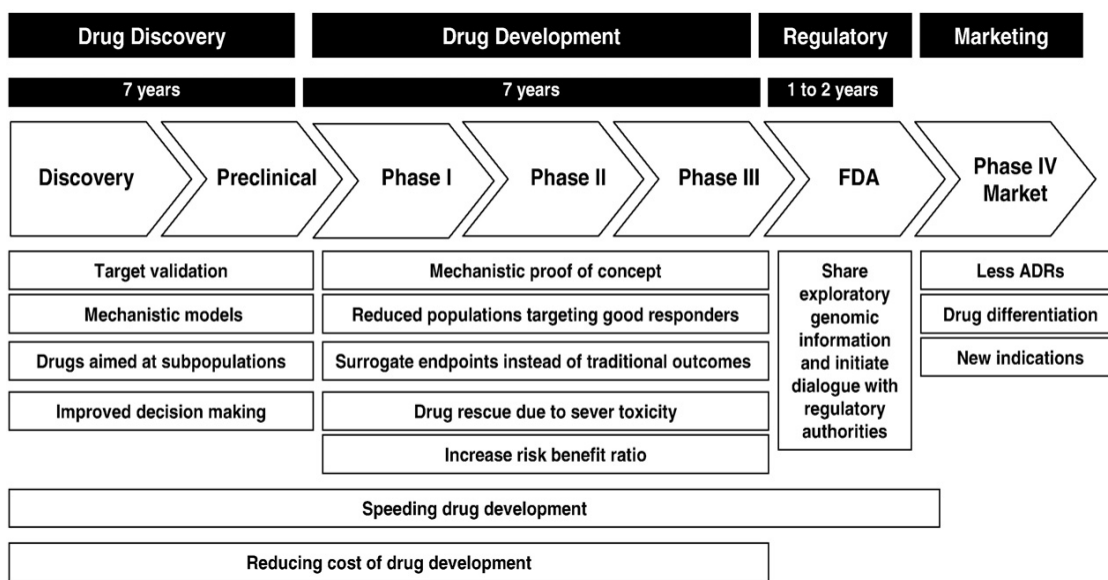 Drug Discovery
Drug Development
Regulatory
Marketing
7 years
7 years
1 to 2 years
Discovery
Preclinical
Phase I
Phase II
Phase III
FDA
Phase IV
Market
Target validation
Mechanistic models
Drugs aimed at subpopulations
Improved decision making
Mechanistic proof of concept
Reduced populations targeting good responders
Surrogate endpoints instead of traditional outcomes
Drug rescue due to sever toxicity
Increase risk benefit ratio
Share
exploratory
genomic
information
and initiate
dialogue with
regulatory
authorities
Less ADRs
Drug differentiation
New indications
Speeding drug development
Reducing cost of drug development